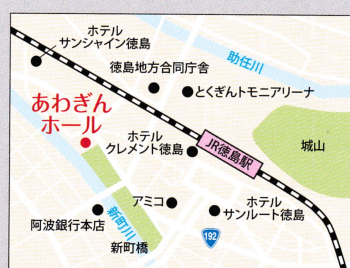 ホテル
サンシャイン徳島
助任川
徳島地方合同庁舎
とくぎんトモニアリーナ
あわぎん
ホール
ホテル
クレメント徳島
JR徳島駅
城山
アミコ
ホテル
サンルート徳島
阿波銀行本店
新町川
192
新町橋